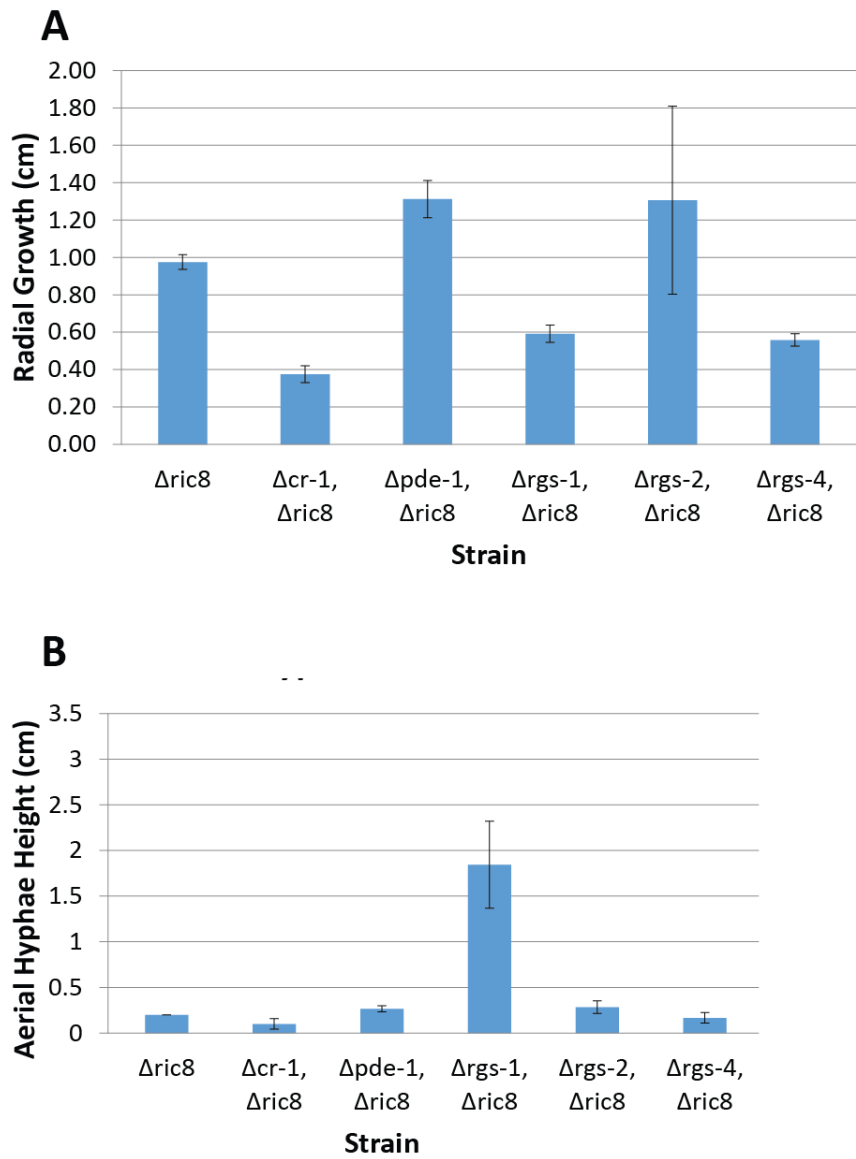 A
Radial Growth (cm)
2.00
1.80
1.60
1.40
1.20
1.00
0.80
0.60
0.40
0.20
0.00
Δric8 Δcr-1, Δpde-1, Δrgs-1, Δrgs-2, Δrgs-4,
Δric8 Δric8 Δric8 Δric8 Δric8
Strain
B
Aerial Hyphae Height (cm)
3.5
3
2.5
2
1.5
1
0.5
0
Δric8 Δcr-1, Δpde-1, Δrgs-1, Δrgs-2, Δrgs-4,
Δric8 Δric8 Δric8 Δric8 Δric8
Strain